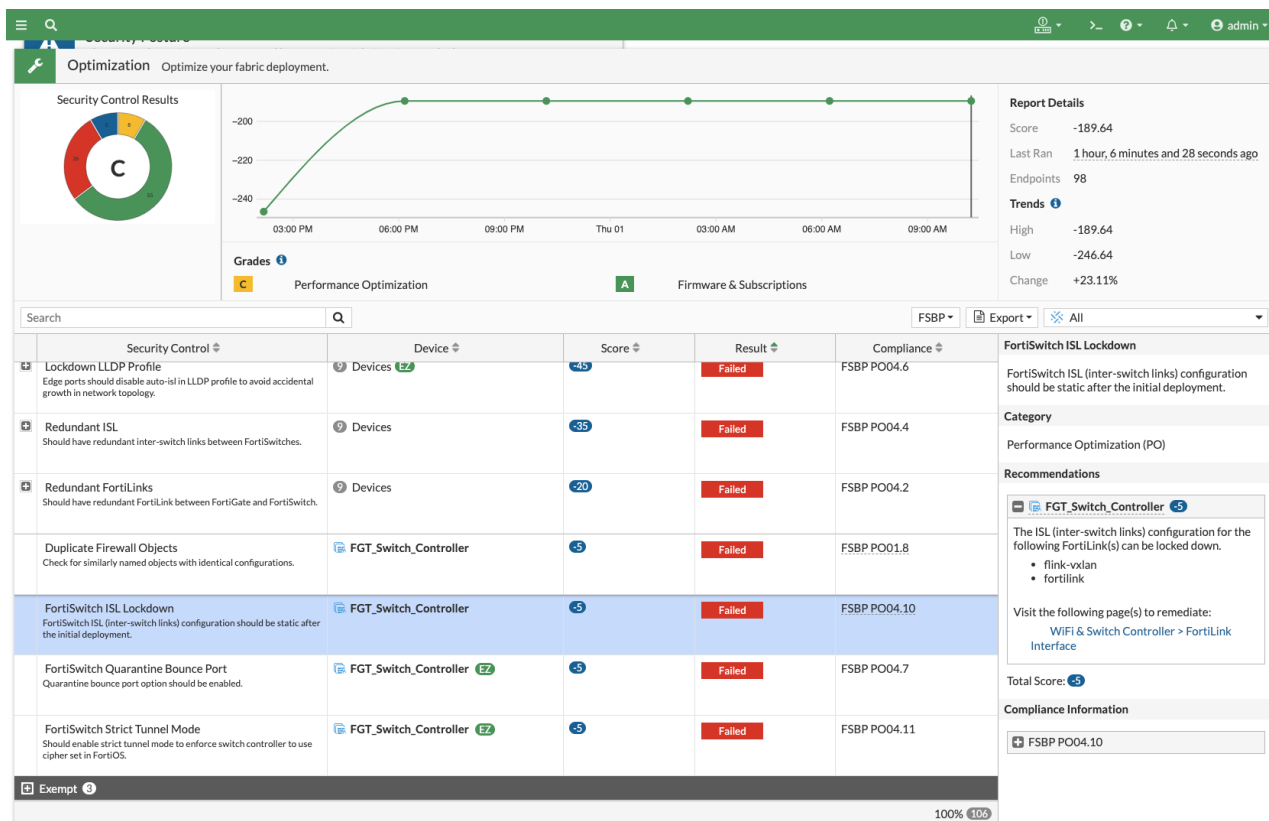 admin
Security Posture
Optimization Optimize your fabric deployment.
Security Control Results
C
-200
-220
-240
03:00 PM 06:00 PM 09:00 PM Thu 01 03:00 AM 06:00 AM 09:00 AM
Grades
C Performance Optimization A Firmware & Subscriptions
Report Details
Score -189.64
Last Ran 1 hour, 6 minutes and 28 seconds ago
Endpoints 98
Trends
High -189.64
Low -246.64
Change +23.11%
Search FSBP Export All
Security Control Device Score Result Compliance
Lockdown LLDP Profile 9 Devices EZ -45 Failed FSBP PO04.6
Edge ports should disable auto-isl in LLDP profile to avoid accidental
growth in network topology.
Redundant ISL 9 Devices -35 Failed FSBP PO04.4
Should have redundant inter-switch links between FortiSwitches.
Redundant FortiLinks 9 Devices -20 Failed FSBP PO04.2
Should have redundant FortiLink between FortiGate and FortiSwitch.
Duplicate Firewall Objects FGT_Switch_Controller -5 Failed FSBP PO01.8
Check for similarly named objects with identical configurations.
FortiSwitch ISL Lockdown FGT_Switch_Controller -5 Failed FSBP PO04.10
FortiSwitch ISL (inter-switch links) configuration should be static after
the initial deployment.
FortiSwitch Quarantine Bounce Port FGT_Switch_Controller EZ -5 Failed FSBP PO04.7
Quarantine bounce port option should be enabled.
FortiSwitch Strict Tunnel Mode FGT_Switch_Controller EZ -5 Failed FSBP PO04.11
Should enable strict tunnel mode to enforce switch controller to use
cipher set in FortiOS.
Exempt 3
100% 106
FortiSwitch ISL Lockdown
FortiSwitch ISL (inter-switch links) configuration
should be static after the initial deployment.
Category
Performance Optimization (PO)
Recommendations
FGT_Switch_Controller -5
The ISL (inter-switch links) configuration for the
following FortiLink(s) can be locked down.
• flink-vxlan
• fortilink
Visit the following page(s) to remediate:
WiFi & Switch Controller > FortiLink
Interface
Total Score: -5
Compliance Information
FSBP PO04.10